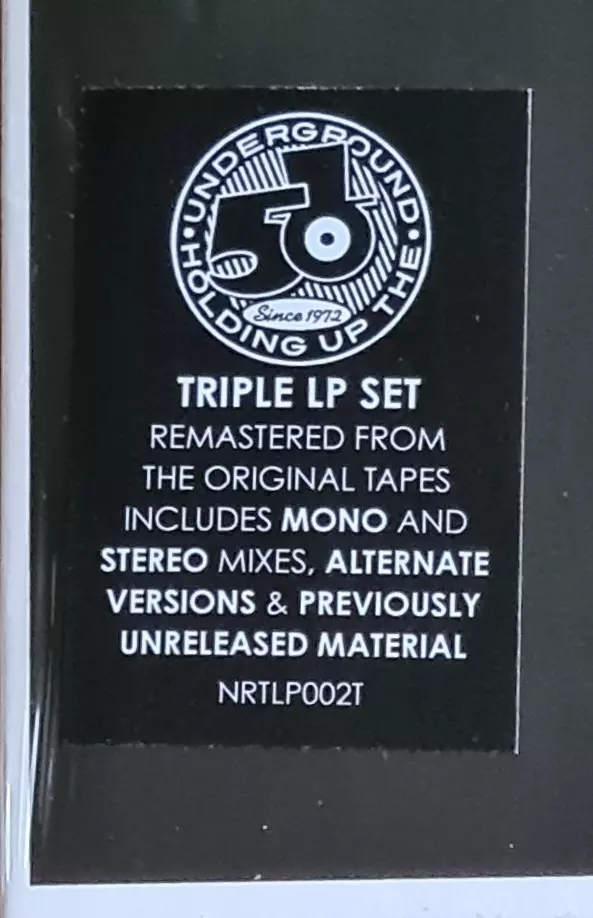 • UNDERGROUND •
50
Since 1972
HOLDING UP THE
TRIPLE LP SET
REMASTERED FROM
THE ORIGINAL TAPES
INCLUDES MONO AND
STEREO MIXES, ALTERNATE
VERSIONS & PREVIOUSLY
UNRELEASED MATERIAL
NRTLP002T